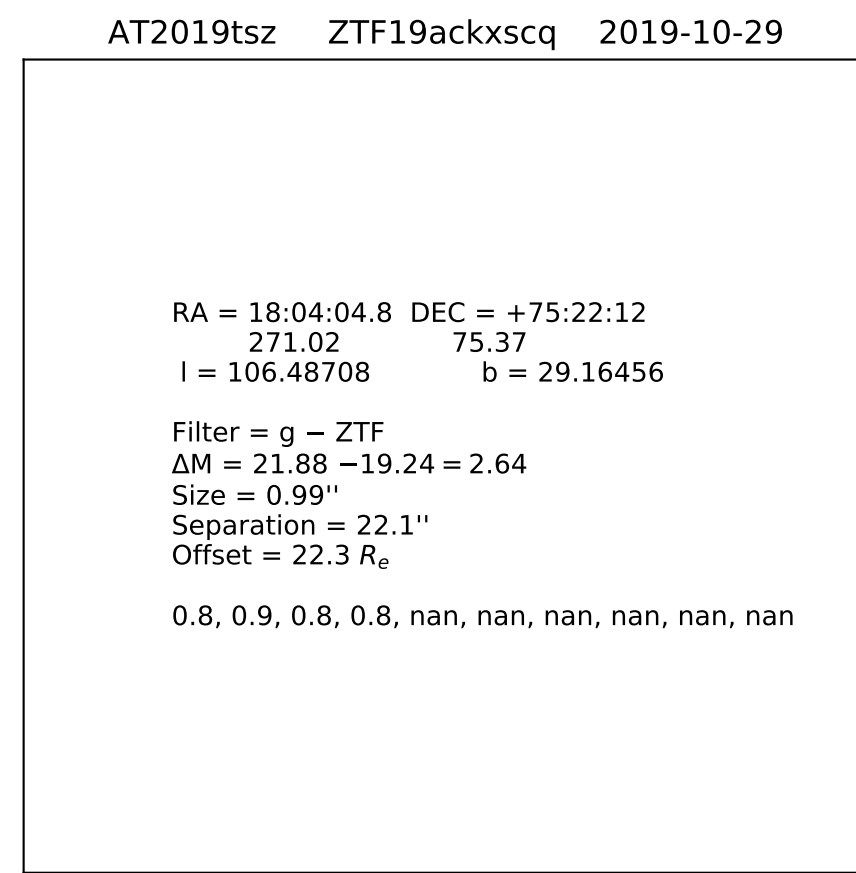 AT2019tsz ZTF19ackxscq 2019-10-29
RA = 18:04:04.8 DEC = +75:22:12
271.02 75.37
l = 106.48708 b = 29.16456
Filter = g − ZTF
ΔM = 21.88 −19.24 = 2.64
Size = 0.99''
Separation = 22.1''
Offset = 22.3 Rₑ
0.8, 0.9, 0.8, 0.8, nan, nan, nan, nan, nan, nan